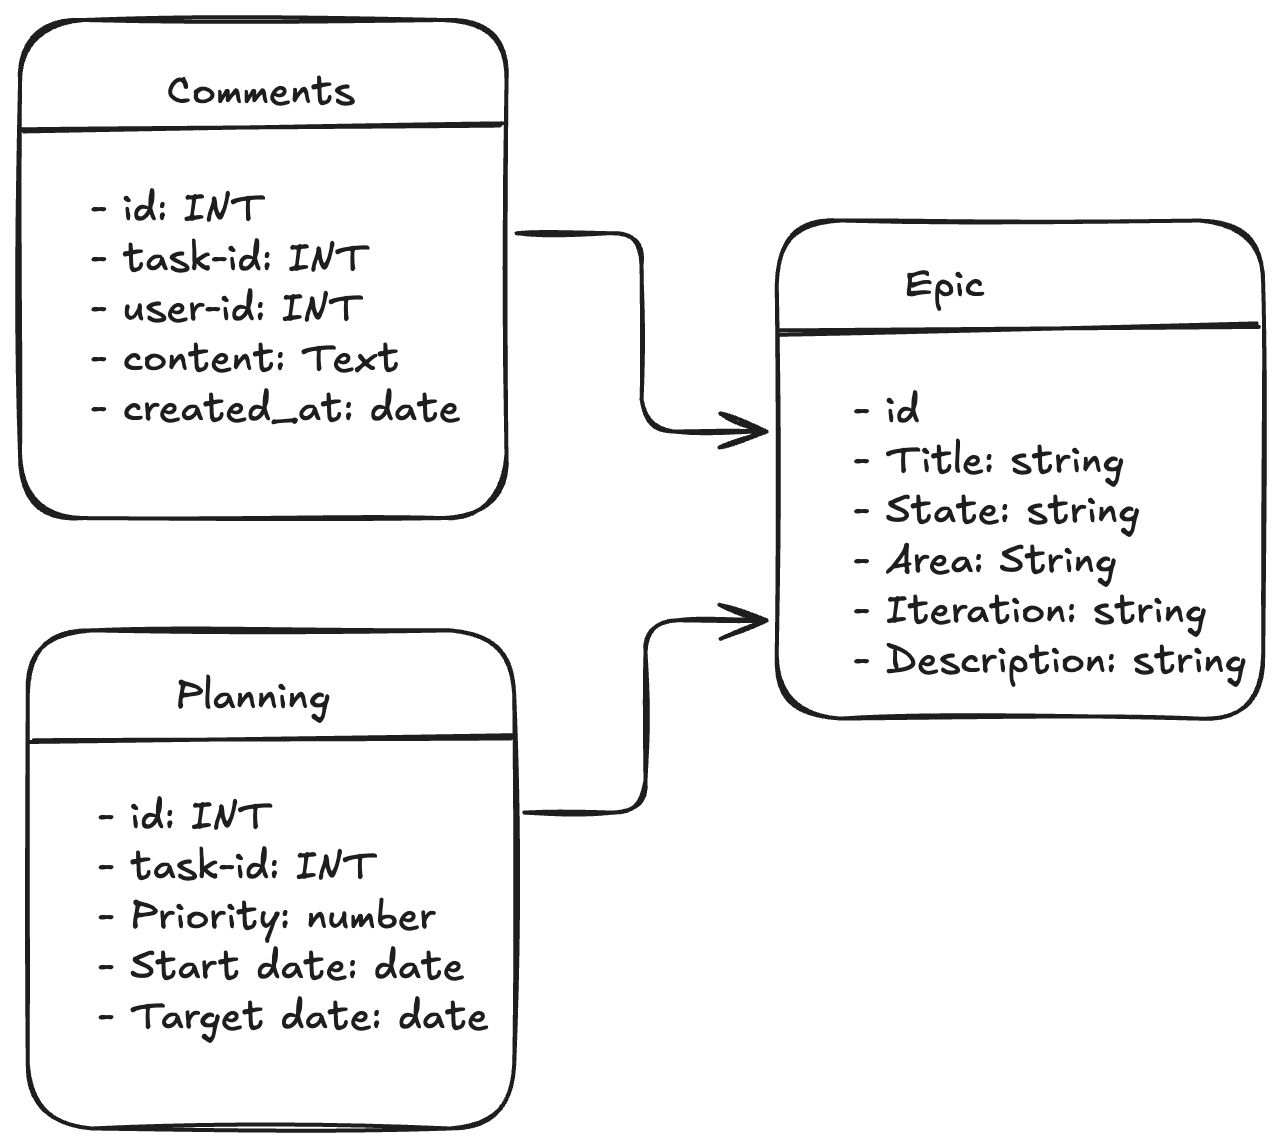 Comments
- id: INT
- task-id: INT
- user-id: INT
- content: Text
- created_at: date
Epic
- id
- Title: string
- State: string
- Area: String
- Iteration: string
- Description: string
Planning
- id: INT
- task-id: INT
- Priority: number
- Start date: date
- Target date: date